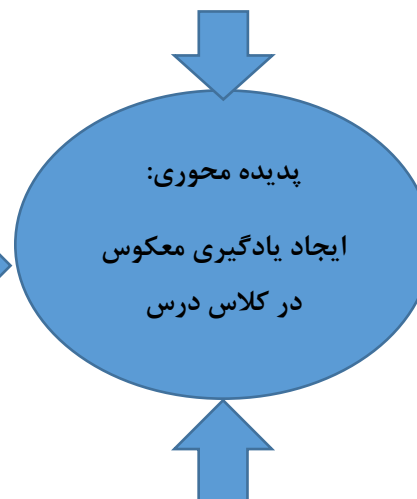 پدیده محوری:
ایجاد یادگیری معکوس
در کلاس درس